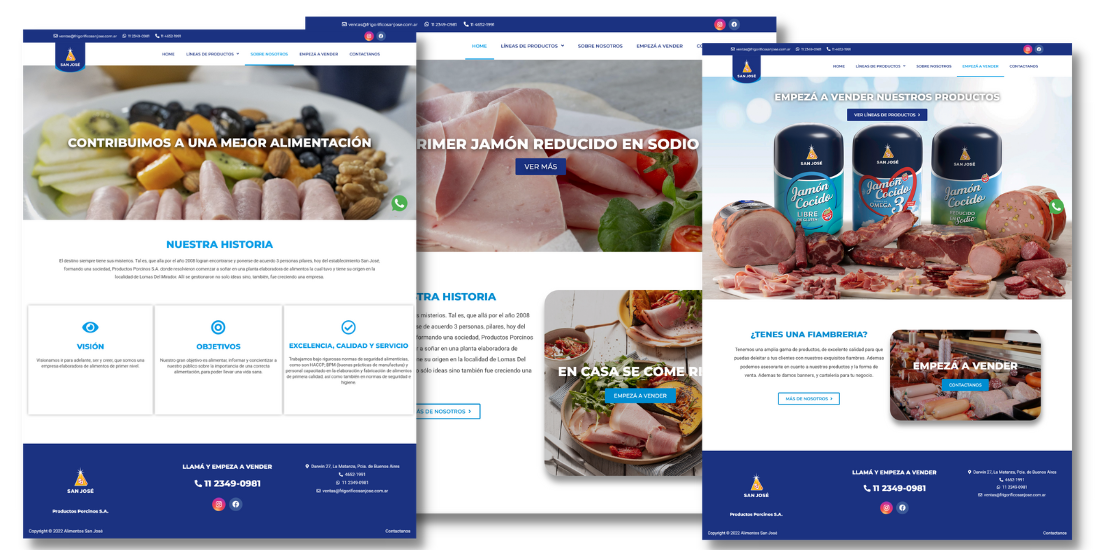 ventas@frigorificosanjose.com.ar 11 2349-0981 11 4652-1991
SAN JOSÉ
HOME LÍNEAS DE PRODUCTOS SOBRE NOSOTROS EMPEZÁ A VENDER CONTACTANOS
CONTRIBUIMOS A UNA MEJOR ALIMENTACIÓN
NUESTRA HISTORIA
El destino siempre tiene sus misterios. Tal es, que allá por el año 2008 logran encontrarse y ponerse de acuerdo 3 personas pilares, hoy del establecimiento San José,
formando una sociedad, Productos Porcinos S.A. donde resolvieron comenzar a soñar en una planta elaboradora de alimentos la cual tuvo y tiene su origen en la
localidad de Lomas Del Mirador. Allí se gestionaron no solo ideas sino, también, fue creciendo una empresa.
VISIÓN
Visionamos ir para adelante, ser y creer, que somos una
empresa elaboradora de alimentos de primer nivel.
OBJETIVOS
Nuestro gran objetivo es alimentar, informar y concientizar a
nuestro público sobre la importancia de una correcta
alimentación, para poder llevar una vida sana.
EXCELENCIA, CALIDAD Y SERVICIO
Trabajamos bajo rigurosas normas de seguridad alimenticias,
como son HACCP, BPM (buenas prácticas de manufactura) y
personal capacitado en la elaboración y fabricación de alimentos
de primera calidad, así como también en normas de seguridad e
higiene.
SAN JOSÉ
Productos Porcinos S.A.
LLAMÁ Y EMPEZA A VENDER
11 2349-0981
Darwin 27, La Matanza, Pcia. de Buenos Aires
4652-1991
11 2349-0981
ventas@frigorificosanjose.com.ar
Copyright © 2022 Alimentos San José
Contactanos
ventas@frigorificosanjose.com.ar 11 2349-0981 11 4652-1991
HOME LÍNEAS DE PRODUCTOS SOBRE NOSOTROS EMPEZÁ A VENDER CO
RIMER JAMÓN REDUCIDO EN SODIO
VER MÁS
TRA HISTORIA
s misterios. Tal es, que allá por el año 2008
se de acuerdo 3 personas, pilares, hoy del
formando una sociedad, Productos Porcinos
a soñar en una planta elaboradora de
ne su origen en la localidad de Lomas Del
o sólo ideas sino también fue creciendo una
ÁS DE NOSOTROS
EN CASA SE COME RI
EMPEZÁ A VENDER
ventas@frigorificosanjose.com.ar 11 2349-0981 11 4652-1991
SAN JOSÉ
HOME LÍNEAS DE PRODUCTOS SOBRE NOSOTROS EMPEZÁ A VENDER CONTACTANOS
EMPEZÁ A VENDER NUESTROS PRODUCTOS
VER LÍNEAS DE PRODUCTOS
SAN JOSÉ
Jamón
Cocido
LIBRE
SAN JOSÉ
Jamón
Cocido
OMEGA 3
SAN JOSÉ
Jamón
Cocido
REDUCIDO
en Sodio
¿TENES UNA FIAMBRERIA?
Tenemos una amplia gama de productos, de excelente calidad para que
puedas deleitar a tus clientes con nuestros exquisitos fiambres. Ademas
podemos asesorarte en cuanto a nuestros productos y la forma de
venta. Ademas te damos banners, y cartelería para tu negocio.
MÁS DE NOSOTROS
EMPEZÁ A VENDER
CONTACTANOS
SAN JOSÉ
Productos Porcinos S.A.
LLAMÁ Y EMPEZA A VENDER
11 2349-0981
Darwin 27, La Matanza, Pcia. de Buenos Aires
4652-1991
11 2349-0981
ventas@frigorificosanjose.com.ar
Copyright © 2022 Alimentos San José
Contactanos